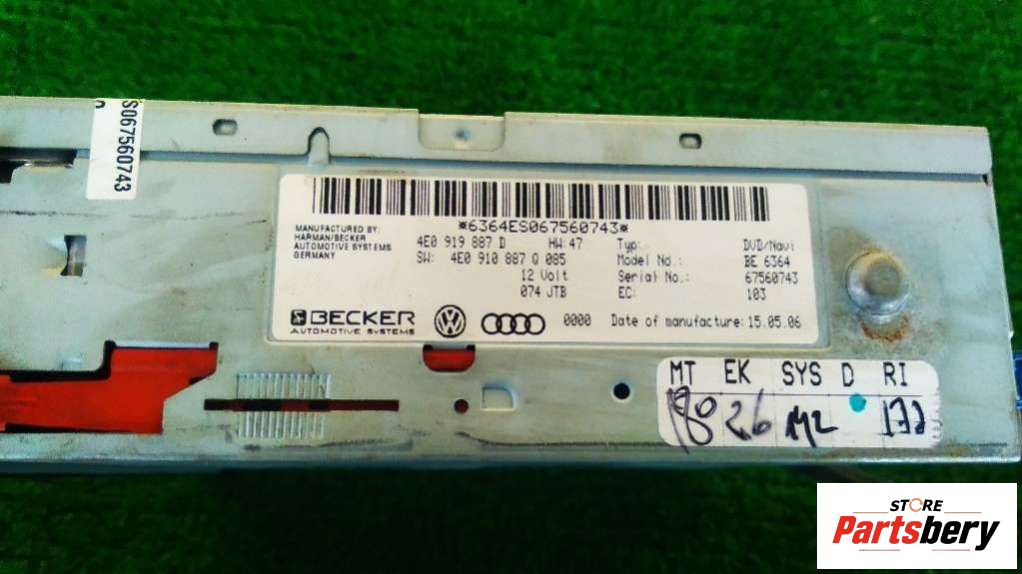 S067560743
*6364ES067560743*
MANUFACTURED BY:
HARMAN/BECKER
AUTOMOTIVE SYSTEMS
GERMANY
4E0 919 887 D HW: 47 Typ: DVD/Navi
SW: 4E0 910 887 Q 085 Model No.: BE 6364
12 Volt Serial No.: 67560743
074 JTB EC: 103
BECKER
AUTOMOTIVE SYSTEMS
0000 Date of manufacture: 15.05.06
MT EK SYS D RI
18 26 M2
STORE
Partsbery